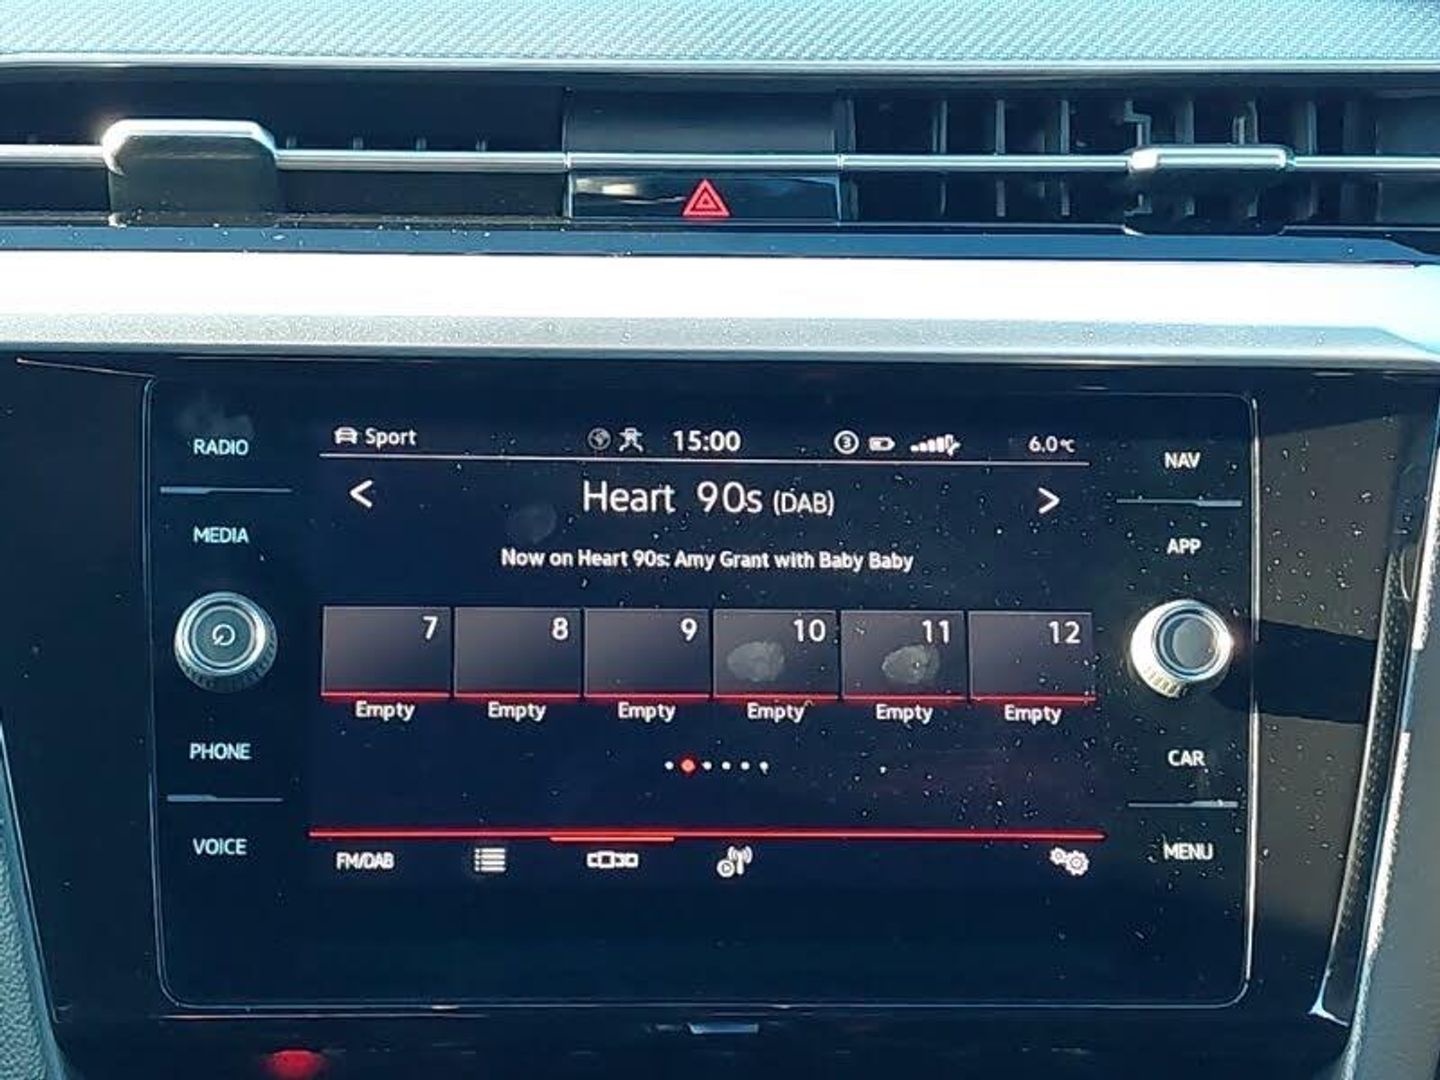 RADIO
MEDIA
PHONE
VOICE
Sport 15:00 3 6.0°C
< Heart 90s (DAB) >
Now on Heart 90s: Amy Grant with Baby Baby
7 8 9 10 11 12
Empty Empty Empty Empty Empty Empty
FM/DAB
NAV
APP
CAR
MENU